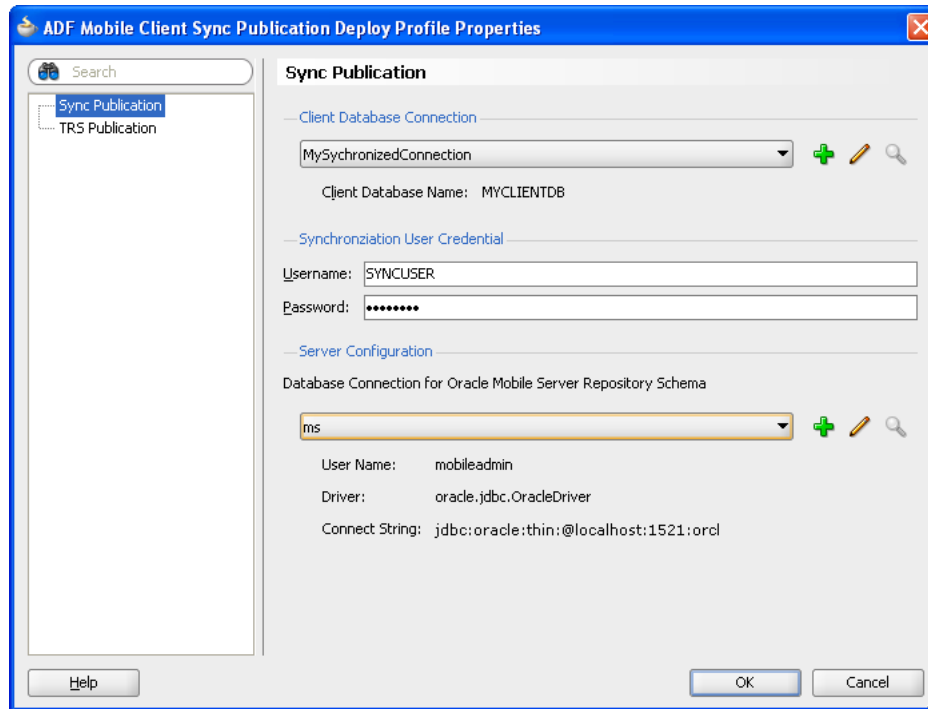 ADF Mobile Client Sync Publication Deploy Profile Properties
Search
Sync Publication
TRS Publication
Sync Publication
Client Database Connection
MySychronizedConnection
Client Database Name: MYCLIENTDB
Synchronziation User Credential
Username: SYNCUSER
Password: ••••••••
Server Configuration
Database Connection for Oracle Mobile Server Repository Schema
ms
User Name: mobileadmin
Driver: oracle.jdbc.OracleDriver
Connect String: jdbc:oracle:thin:@localhost:1521:orcl
Help
OK
Cancel